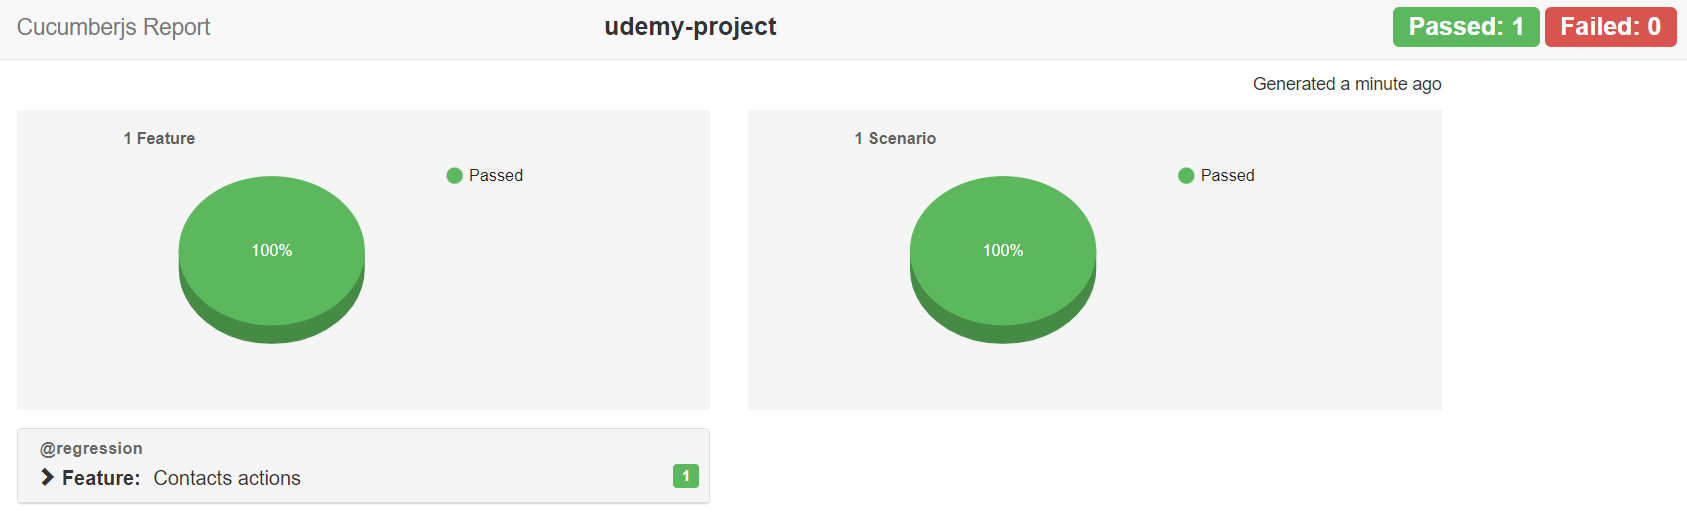 Cucumberjs Report
udemy-project
Passed: 1
Failed: 0
Generated a minute ago
1 Feature
Passed
100%
1 Scenario
Passed
100%
@regression
Feature: Contacts actions
1